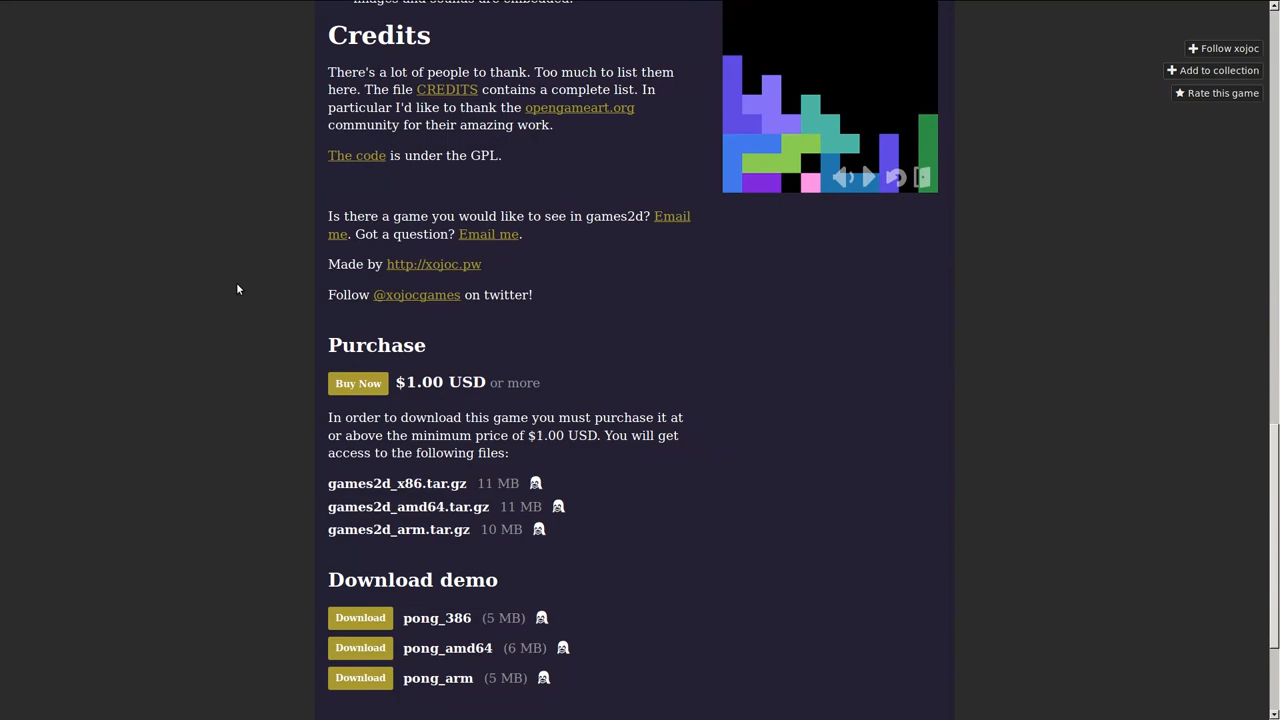 Credits
There's a lot of people to thank. Too much to list them
here. The file CREDITS contains a complete list. In
particular I'd like to thank the opengameart.org
community for their amazing work.
The code is under the GPL.
Is there a game you would like to see in games2d? Email
me. Got a question? Email me.
Made by http://xojoc.pw
Follow @xojocgames on twitter!
Purchase
Buy Now $1.00 USD or more
In order to download this game you must purchase it at
or above the minimum price of $1.00 USD. You will get
access to the following files:
games2d_x86.tar.gz 11 MB
games2d_amd64.tar.gz 11 MB
games2d_arm.tar.gz 10 MB
Download demo
Download pong_386 (5 MB)
Download pong_amd64 (6 MB)
Download pong_arm (5 MB)
Follow xojoc
Add to collection
Rate this game